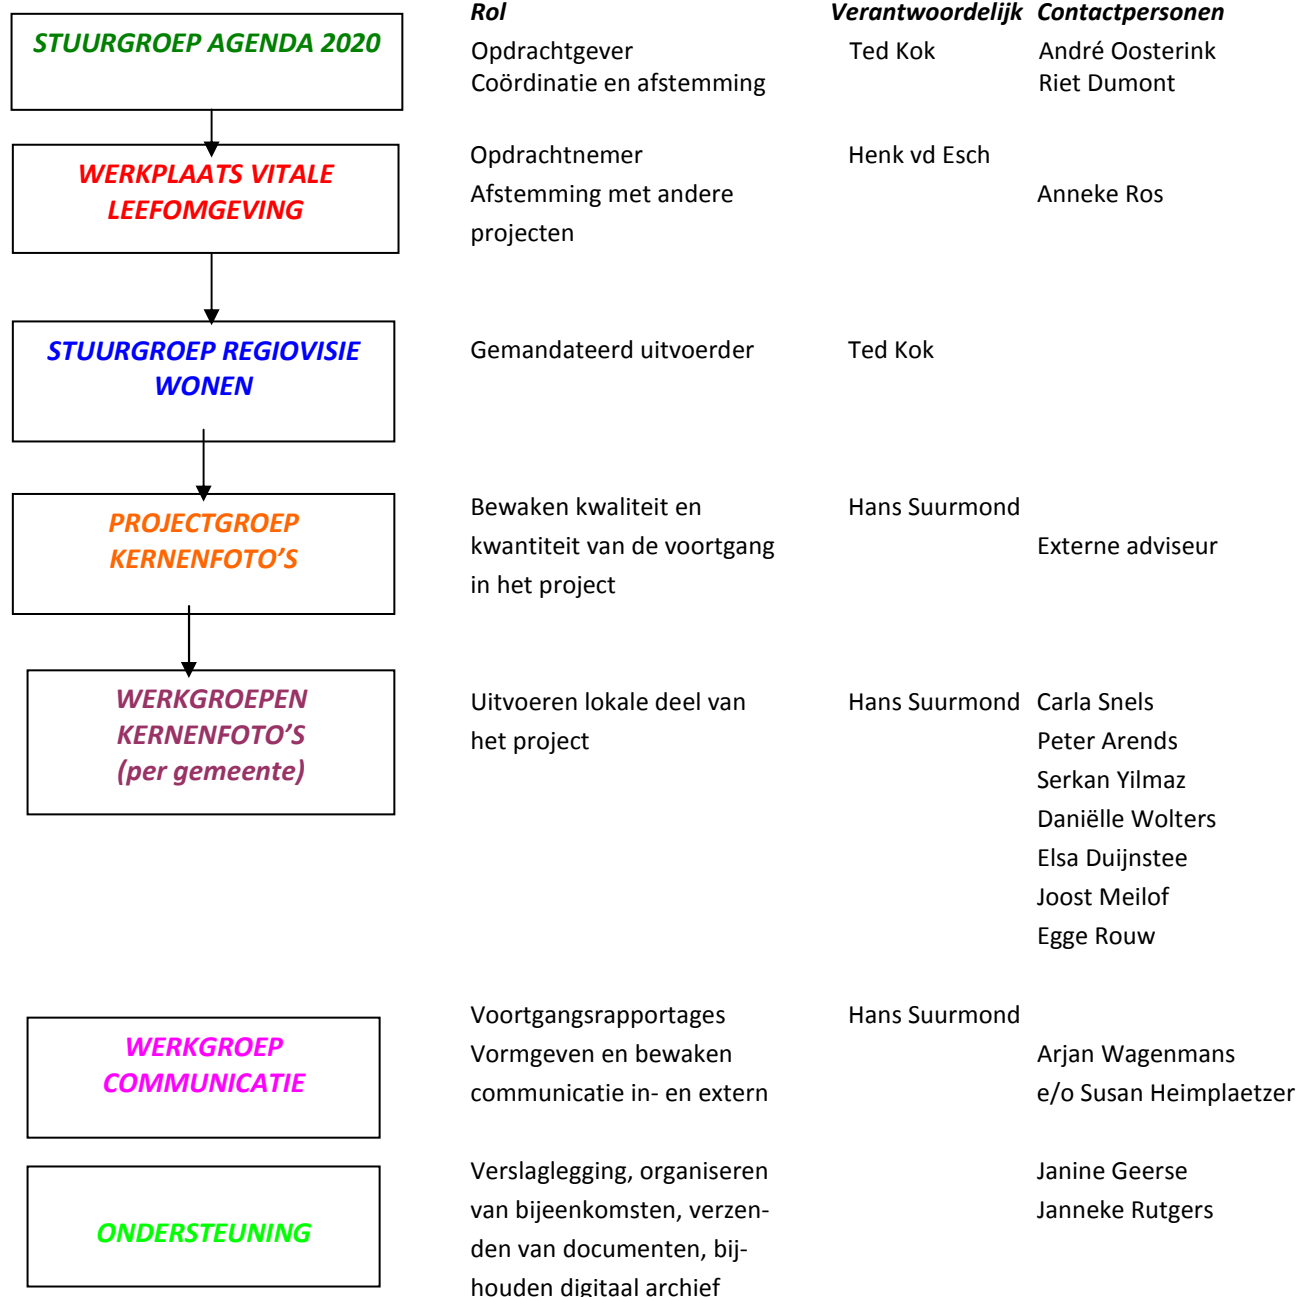 Rol Verantwoordelijk Contactpersonen
STUURGROEP AGENDA 2020
Opdrachtgever Ted Kok André Oosterink
Coördinatie en afstemming Riet Dumont
WERKPLAATS VITALE
LEEFOMGEVING
Opdrachtnemer Henk vd Esch
Afstemming met andere Anneke Ros
projecten
STUURGROEP REGIOVISIE
WONEN
Gemandateerd uitvoerder Ted Kok
PROJECTGROEP
KERNENFOTO’S
Bewaken kwaliteit en Hans Suurmond
kwantiteit van de voortgang Externe adviseur
in het project
WERKGROEPEN
KERNENFOTO’S
(per gemeente)
Uitvoeren lokale deel van Hans Suurmond Carla Snels
het project Peter Arends
Serkan Yilmaz
Daniëlle Wolters
Elsa Duijnstee
Joost Meilof
Egge Rouw
WERKGROEP
COMMUNICATIE
Voortgangsrapportages Hans Suurmond
Vormgeven en bewaken Arjan Wagenmans
communicatie in- en extern e/o Susan Heimplaetzer
ONDERSTEUNING
Verslaglegging, organiseren Janine Geerse
van bijeenkomsten, verzen- Janneke Rutgers
den van documenten, bij-
houden digitaal archief